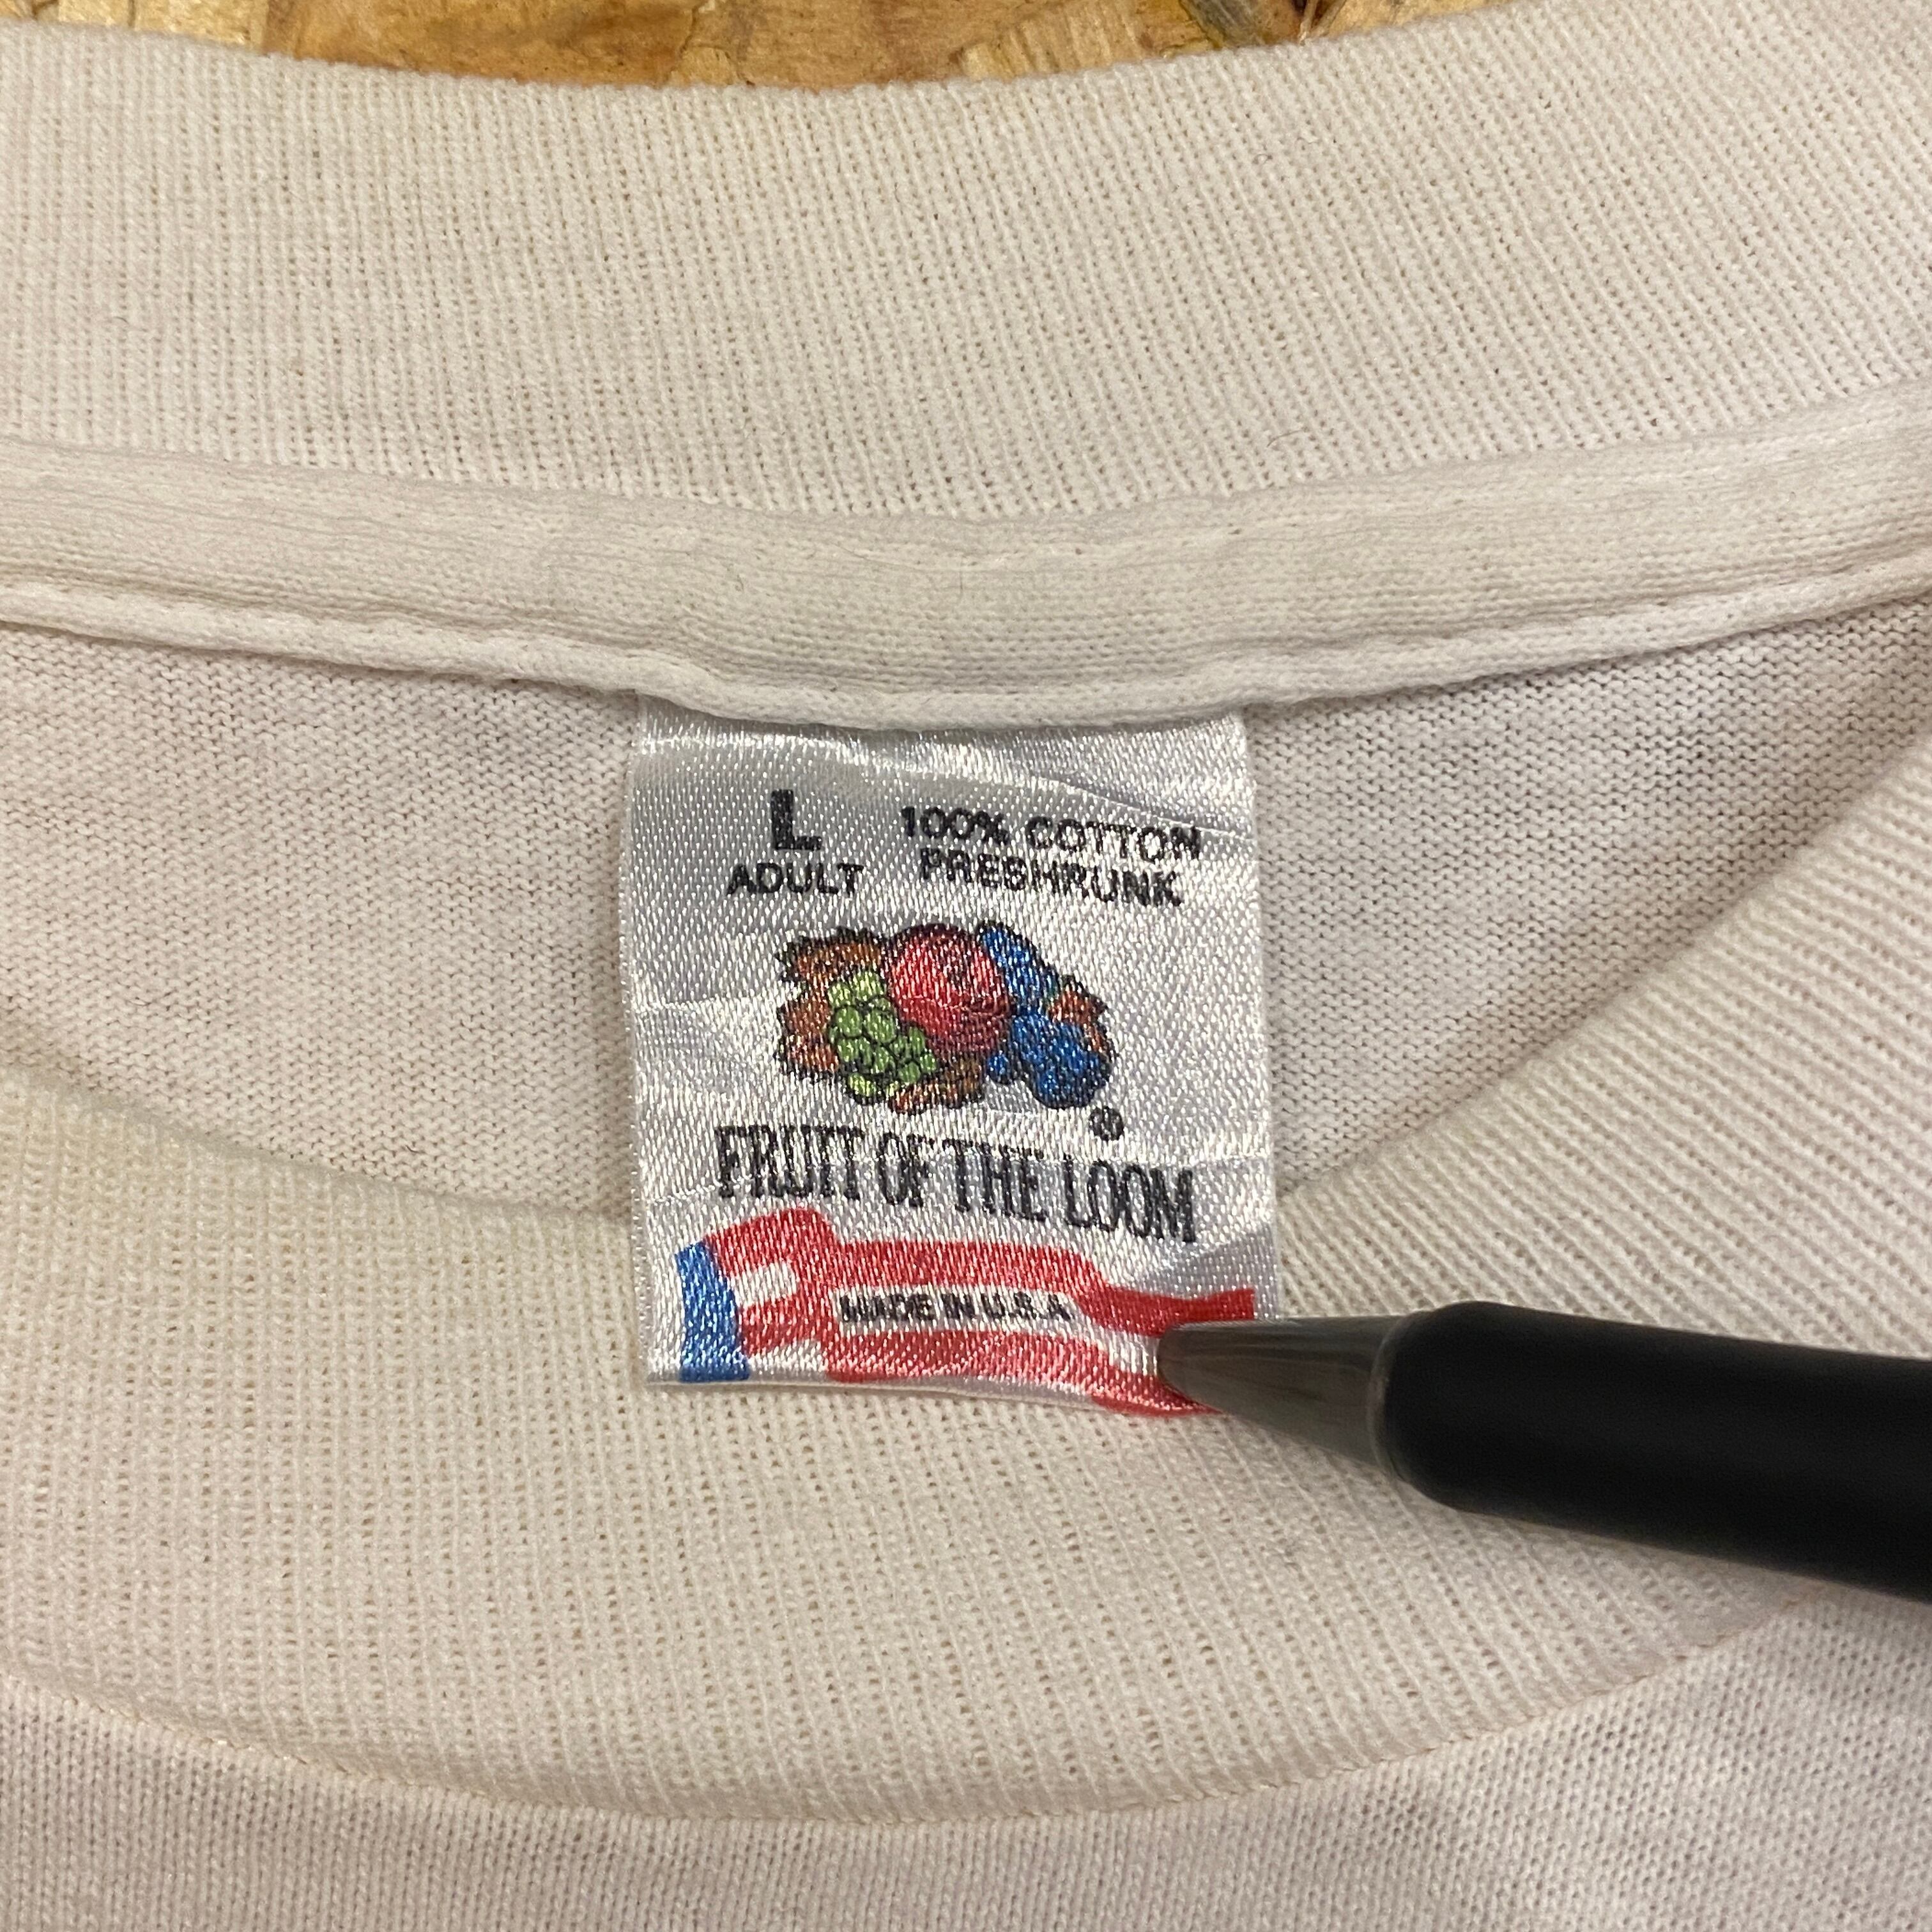 L
ADULT
100% COTTON
PRESHRUNK
®
FRUIT OF THE LOOM
MADE IN U.S.A.